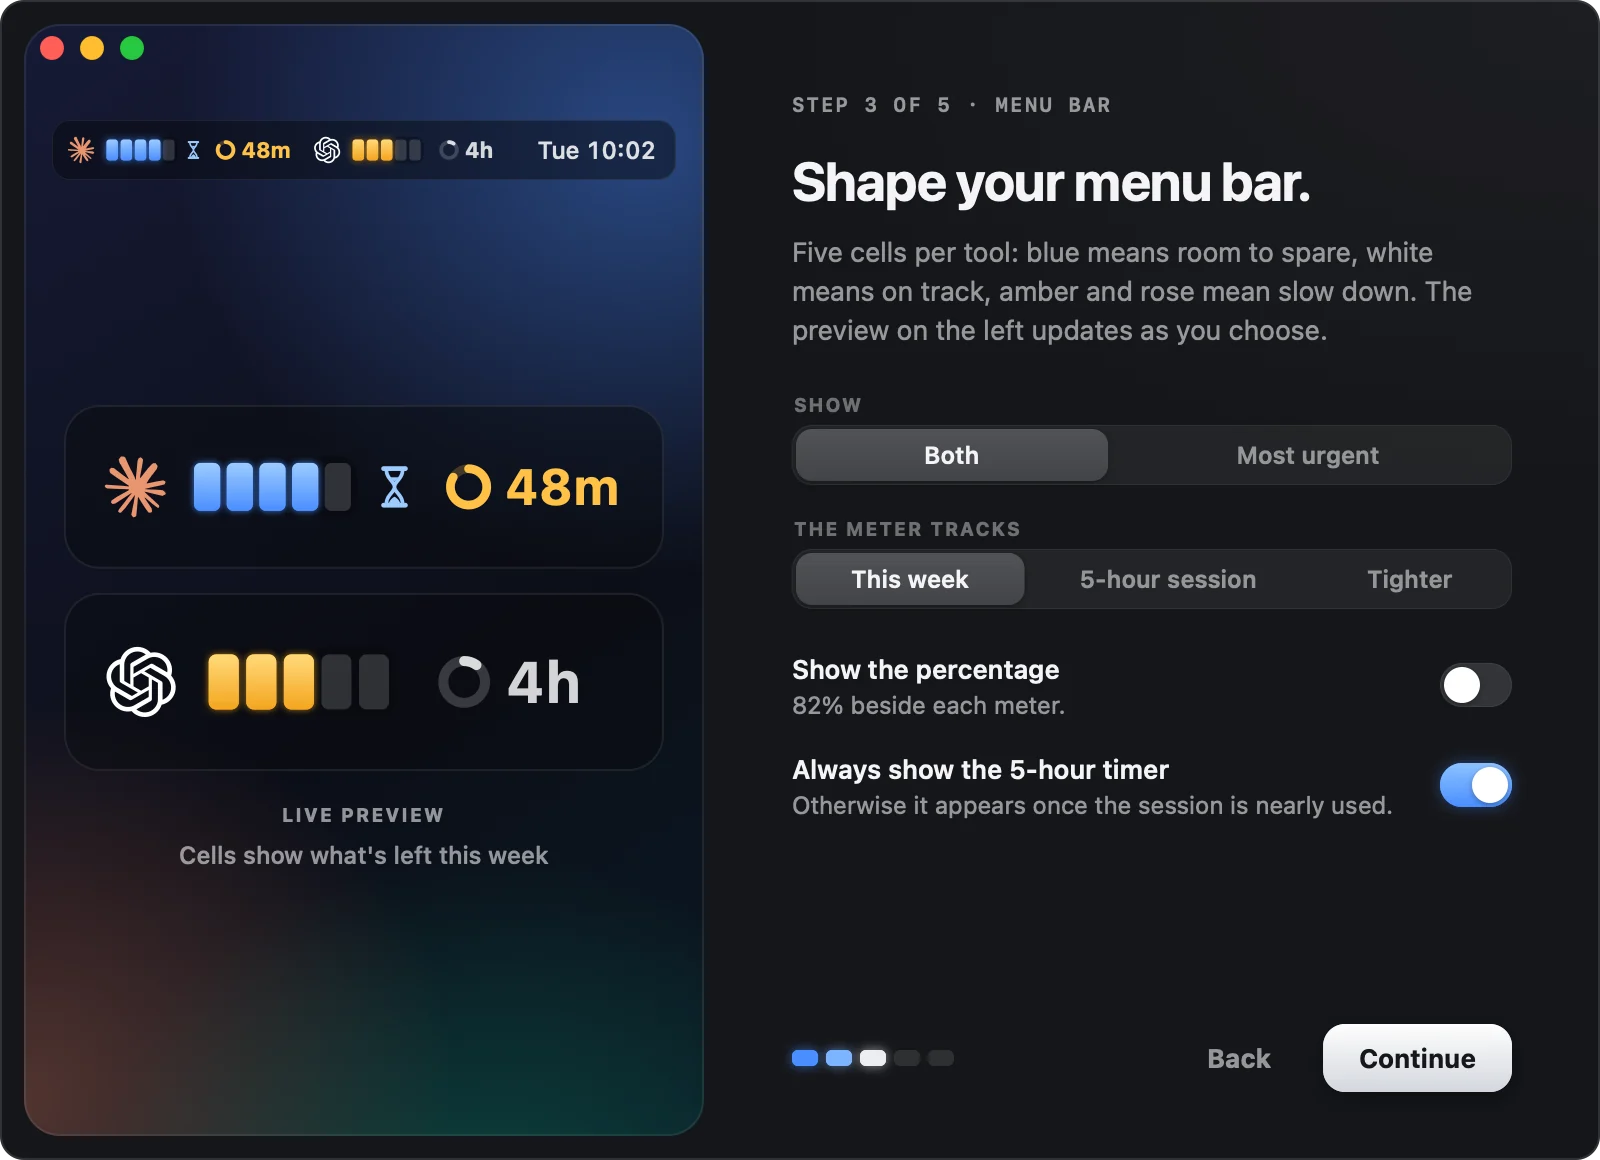 48m
4h
Tue 10:02
48m
4h
LIVE PREVIEW
Cells show what's left this week
STEP 3 OF 5 · MENU BAR
Shape your menu bar.
Five cells per tool: blue means room to spare, white
means on track, amber and rose mean slow down. The
preview on the left updates as you choose.
SHOW
Both
Most urgent
THE METER TRACKS
This week
5-hour session
Tighter
Show the percentage
82% beside each meter.
Always show the 5-hour timer
Otherwise it appears once the session is nearly used.
Back
Continue